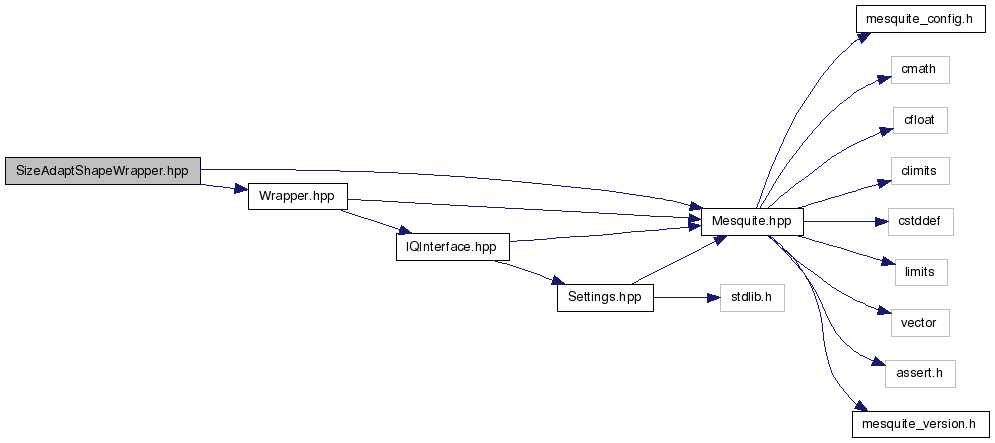 mesquite_config.h
cmath
cfloat
SizeAdaptShapeWrapper.hpp
climits
Wrapper.hpp
Mesquite.hpp
cstddef
IQInterface.hpp
limits
Settings.hpp
stdlib.h
vector
assert.h
mesquite_version.h